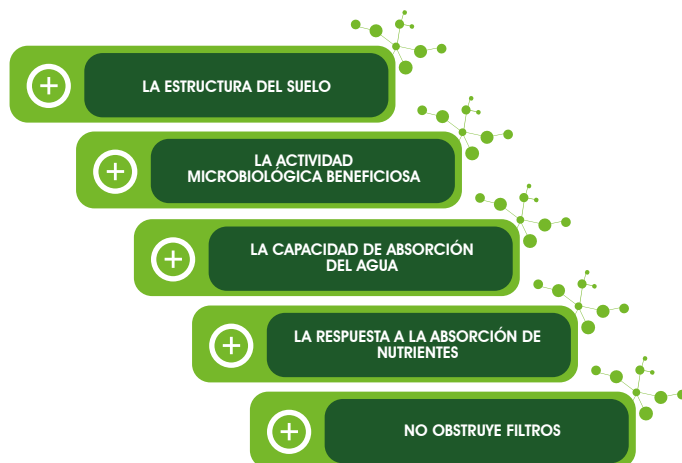 LA ESTRUCTURA DEL SUELO
LA ACTIVIDAD
MICROBIOLÓGICA BENEFICIOSA
LA CAPACIDAD DE ABSORCIÓN
DEL AGUA
LA RESPUESTA A LA ABSORCIÓN DE
NUTRIENTES
NO OBSTRUYE FILTROS